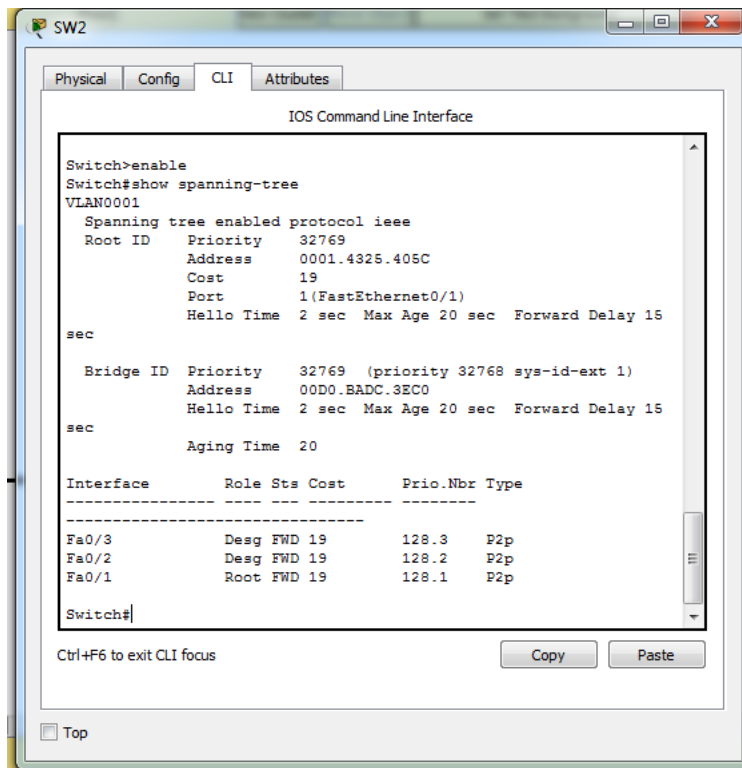 SW2
Physical Config CLI Attributes
IOS Command Line Interface
Switch>enable
Switch#show spanning-tree
VLAN0001
  Spanning tree enabled protocol ieee
  Root ID    Priority    32769
             Address     0001.4325.405C
             Cost        19
             Port        1(FastEthernet0/1)
             Hello Time  2 sec  Max Age 20 sec  Forward Delay 15
sec
  Bridge ID  Priority    32769  (priority 32768 sys-id-ext 1)
             Address     00D0.BADC.3EC0
             Hello Time  2 sec  Max Age 20 sec  Forward Delay 15
sec
             Aging Time  20
Interface        Role Sts Cost      Prio.Nbr Type
---------------- ---- --- --------- --------
--------------------------------
Fa0/3            Desg FWD 19        128.3    P2p
Fa0/2            Desg FWD 19        128.2    P2p
Fa0/1            Root FWD 19        128.1    P2p
Switch#
Ctrl+F6 to exit CLI focus Copy Paste
Top